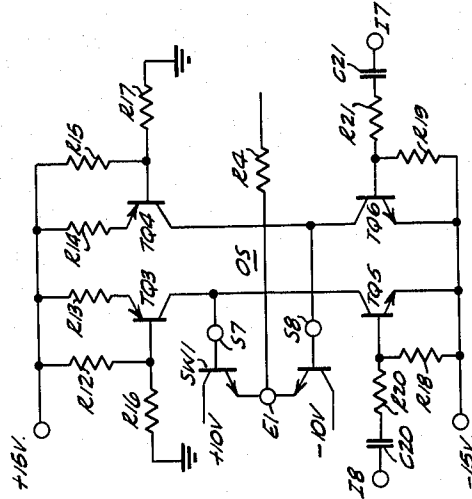 +15V.
R12
R13
R14
R15
R16
TQ3
TQ4
R17
+10V
SW1
S7
OS
R4
E1
S8
-10V
I8
C20
R20
R18
TQ5
TQ6
R21
C21
I7
R19
-15V.